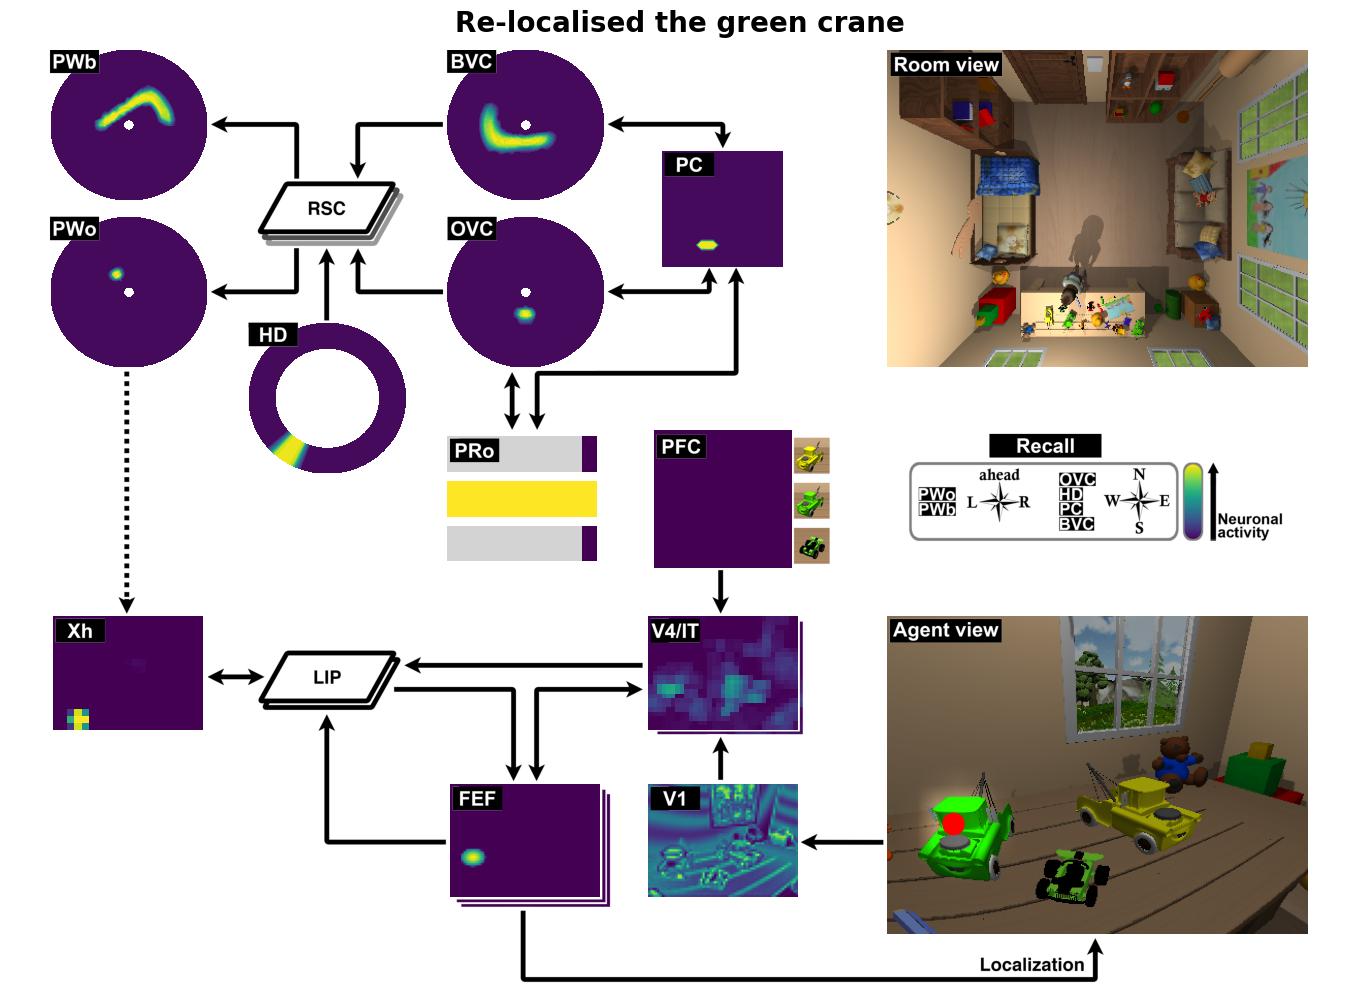 Re-localised the green crane
PWb
BVC
Room view
PC
RSC
PWo
OVC
HD
PRo
PFC
Recall
ahead
PWo
PWb
L
R
OVC
HD
PC
BVC
N
W
E
S
Neuronal
activity
Xh
LIP
V4/IT
Agent view
FEF
V1
Localization